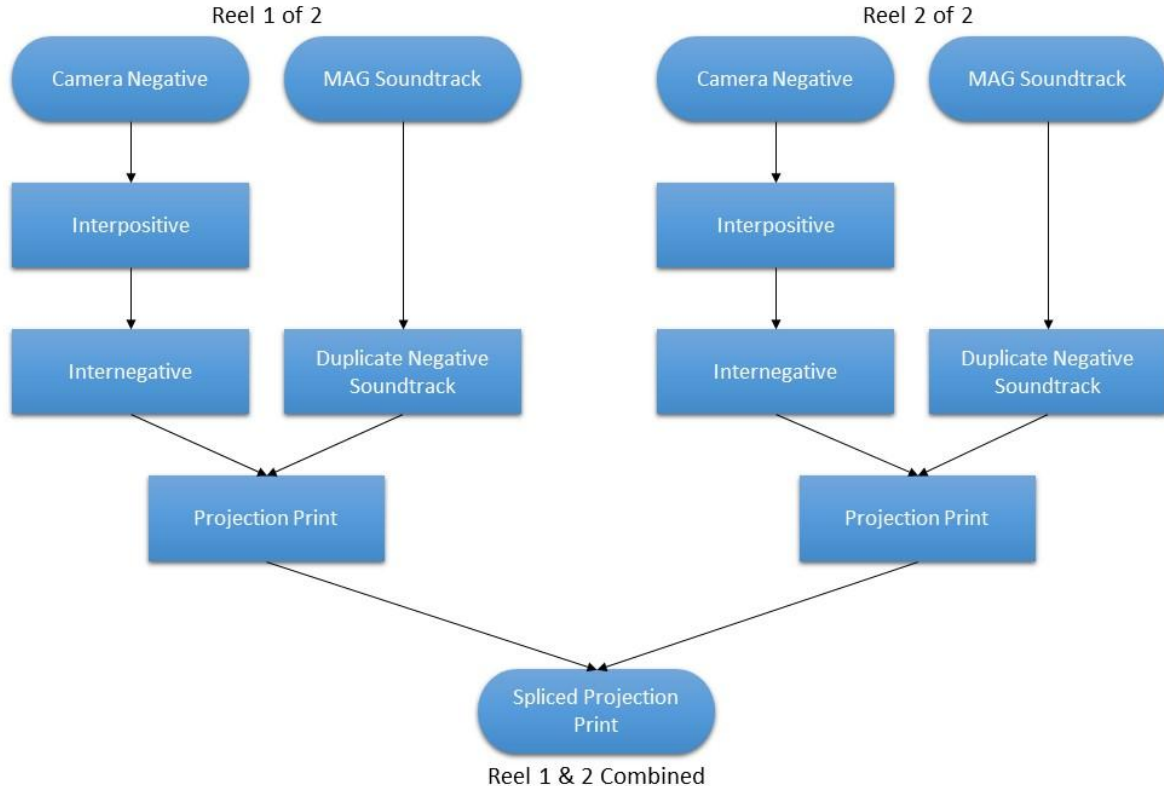 Reel 1 of 2
Reel 2 of 2
Camera Negative
MAG Soundtrack
Camera Negative
MAG Soundtrack
Interpositive
Interpositive
Internegative
Duplicate Negative
Soundtrack
Internegative
Duplicate Negative
Soundtrack
Projection Print
Projection Print
Spliced Projection
Print
Reel 1 & 2 Combined